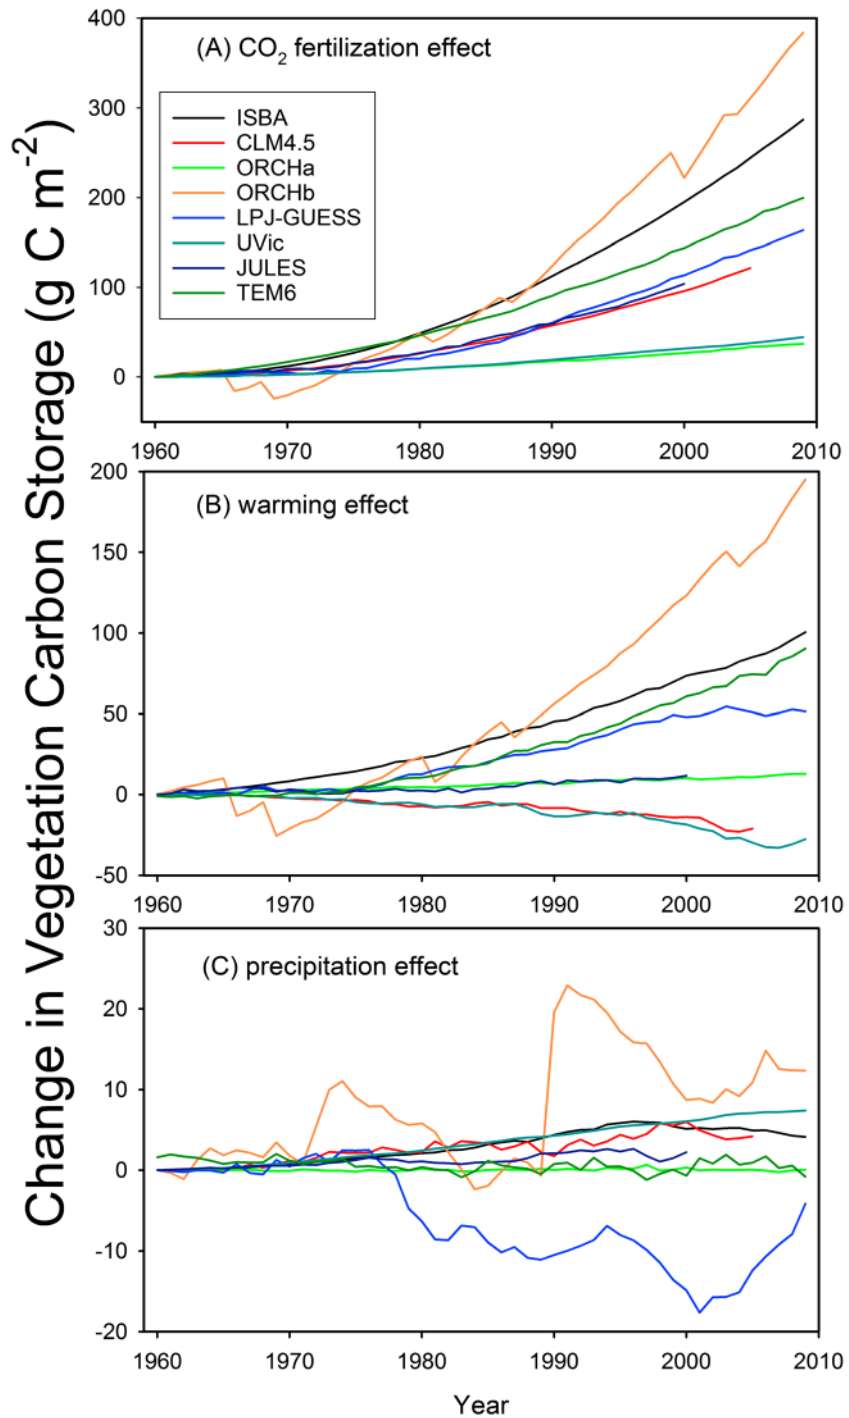 Change in Vegetation Carbon Storage (g C m⁻²)
(A) CO₂ fertilization effect
400
300
200
100
0
ISBA
CLM4.5
ORCHa
ORCHb
LPJ-GUESS
UVic
JULES
TEM6
1960 1970 1980 1990 2000 2010
(B) warming effect
200
150
100
50
0
-50
1960 1970 1980 1990 2000 2010
(C) precipitation effect
30
20
10
0
-10
-20
1960 1970 1980 1990 2000 2010
Year